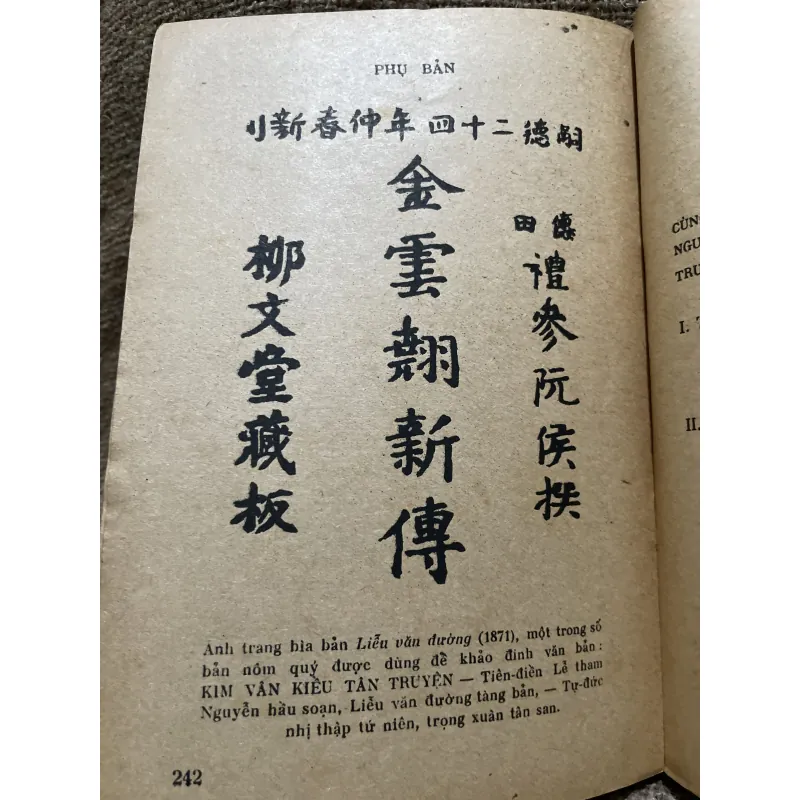 PHỤ BẢN
嗣德二十四年仲春新刊
僊田
禮參阮侯撰
金雲翹新傳
柳文堂藏板
Ảnh trang bìa bản Liễu văn đường (1871), một trong số
bản nôm quý được dùng để khảo đính văn bản:
KIM VÂN KIỀU TÂN TRUYỆN — Tiên-điền Lễ tham
Nguyễn hầu soạn, Liễu văn đường tàng bản, — Tự-đức
nhị thập tứ niên, trọng xuân tân san.
242
I.
II.